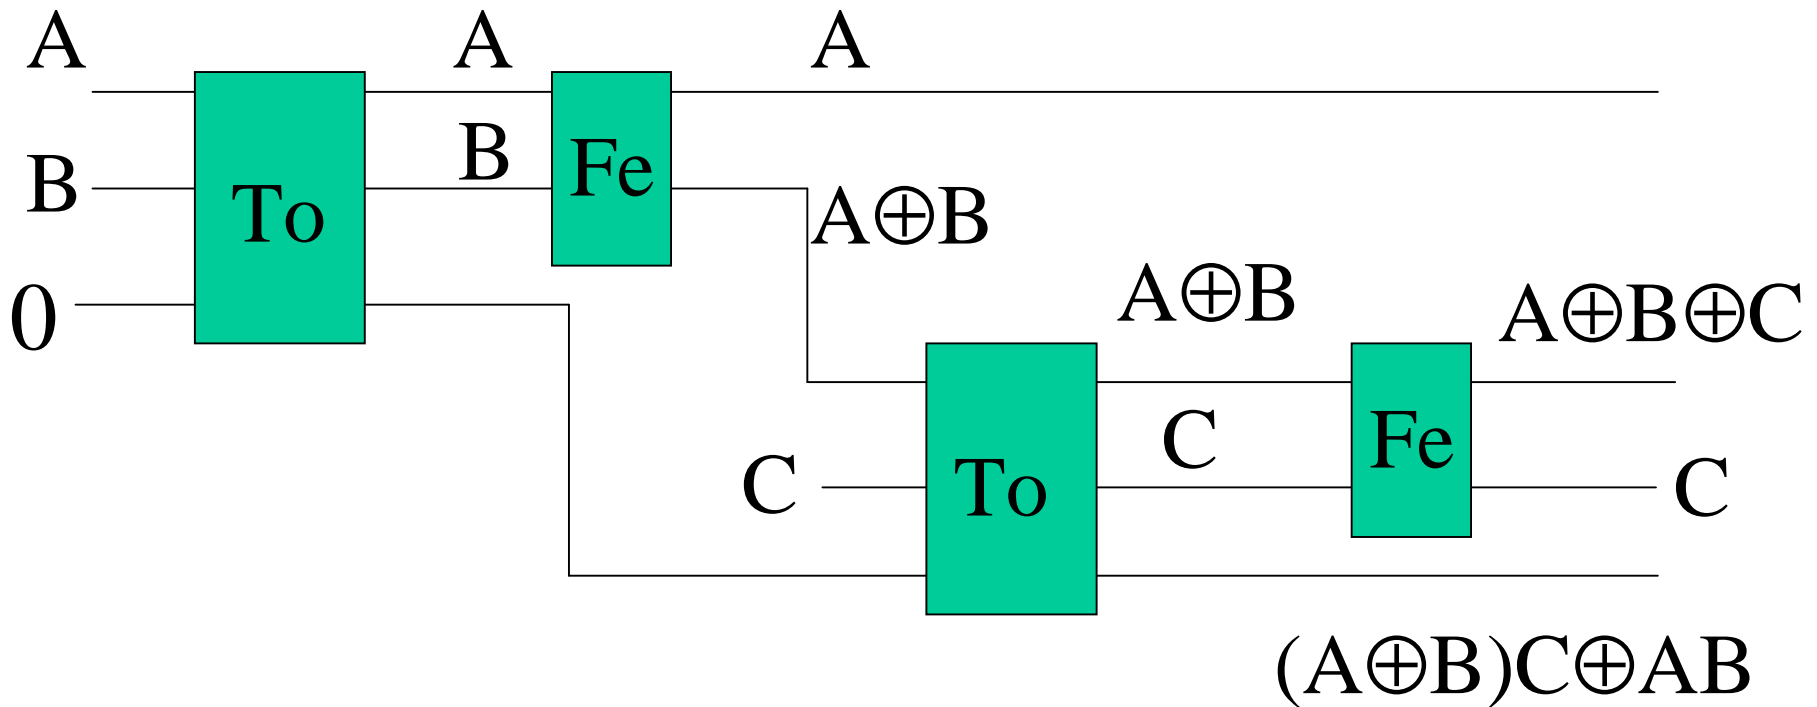 A A A
B B Fe
To
A⊕B
0
A⊕B A⊕B⊕C
C Fe
C To C
(A⊕B)C⊕AB